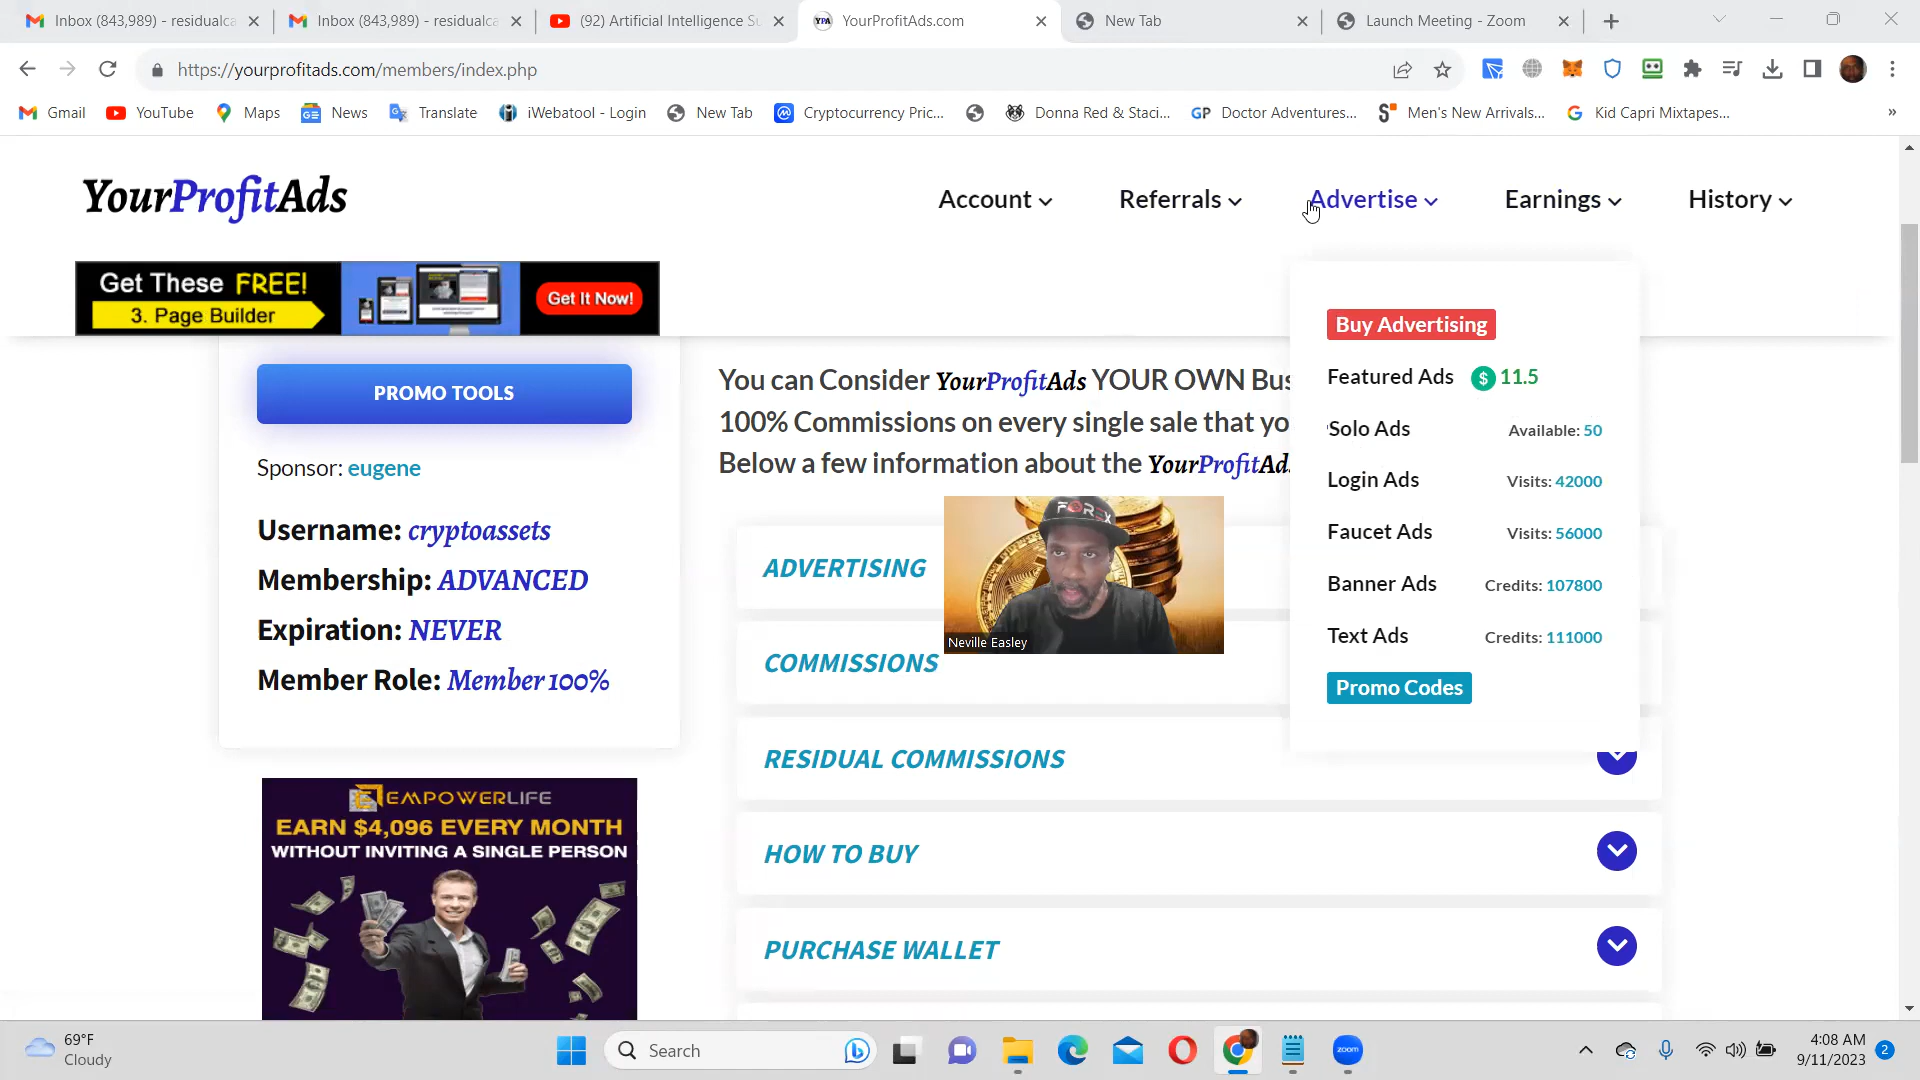 Inbox (843,989) - residualca
Inbox (843,989) - residualca
(92) Artificial Intelligence Su
YPA
YourProfitAds.com
New Tab
Launch Meeting - Zoom
https://yourprofitads.com/members/index.php
Gmail
YouTube
Maps
News
Translate
iWebatool - Login
New Tab
Cryptocurrency Pric...
Donna Red & Staci...
GP Doctor Adventures...
Men's New Arrivals...
Kid Capri Mixtapes...
»
YourProfitAds
Account
Referrals
Advertise
Earnings
History
Get These FREE!
3. Page Builder
Get It Now!
Buy Advertising
Featured Ads $ 11.5
Solo Ads Available: 50
Login Ads Visits: 42000
Faucet Ads Visits: 56000
Banner Ads Credits: 107800
Text Ads Credits: 111000
Promo Codes
PROMO TOOLS
Sponsor: eugene
Username: cryptoassets
Membership: ADVANCED
Expiration: NEVER
Member Role: Member 100%
EMPOWERLIFE
EARN $4,096 EVERY MONTH
WITHOUT INVITING A SINGLE PERSON
You can Consider YourProfitAds YOUR OWN Bus
100% Commissions on every single sale that yo
Below a few information about the YourProfitAds
FOREX
Neville Easley
ADVERTISING
COMMISSIONS
RESIDUAL COMMISSIONS
HOW TO BUY
PURCHASE WALLET
69°F
Cloudy
Search
zoom
4:08 AM
9/11/2023
2